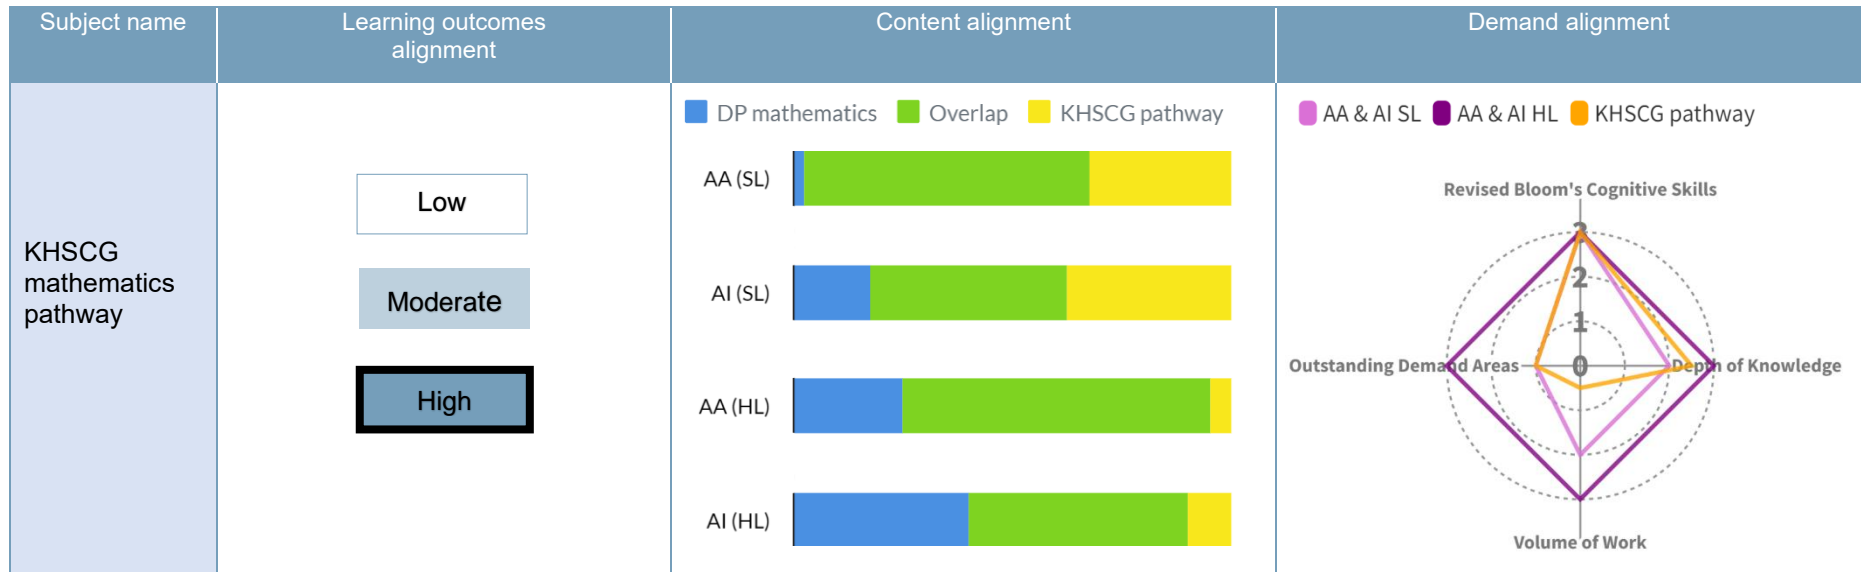 Subject name
Learning outcomes
alignment
Content alignment
Demand alignment
KHSCG
mathematics
pathway
Low
Moderate
High
DP mathematics
Overlap
KHSCG pathway
AA (SL)
AI (SL)
AA (HL)
AI (HL)
AA & AI SL
AA & AI HL
KHSCG pathway
Revised Bloom's Cognitive Skills
3
2
1
0
Outstanding Demand Areas
Depth of Knowledge
Volume of Work